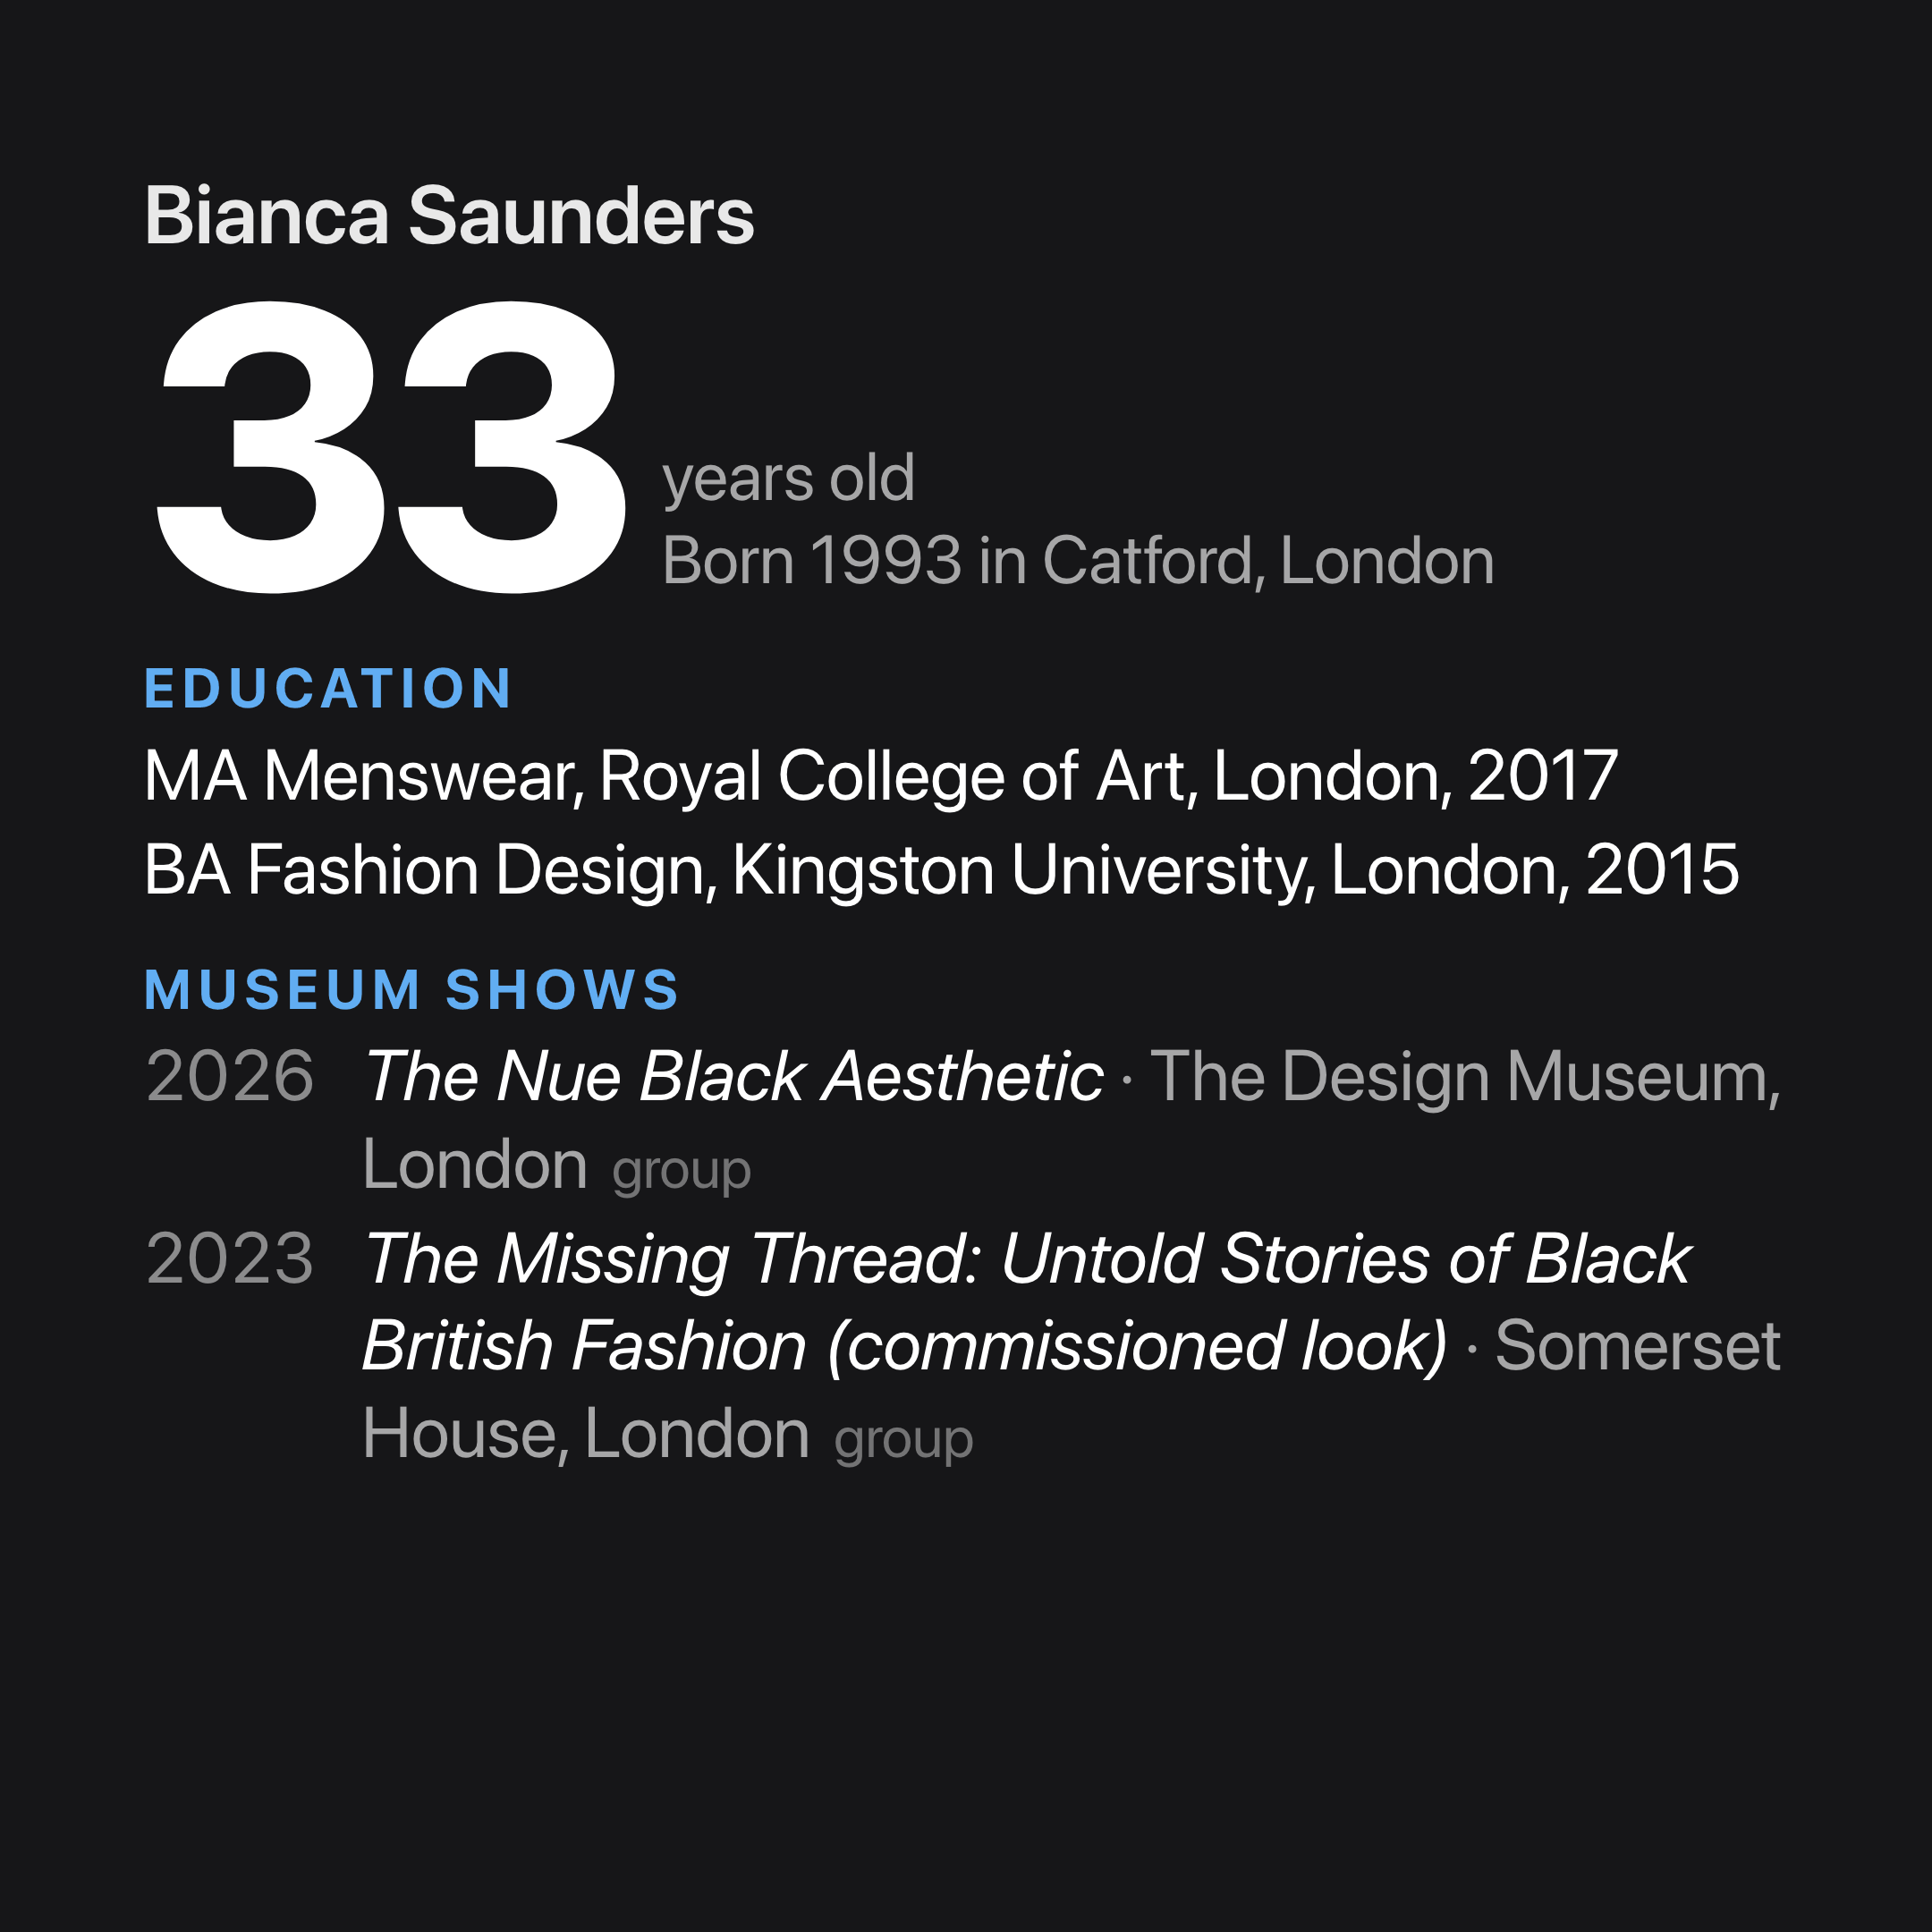 Bianca Saunders
33
years old
Born 1993 in Catford, London
EDUCATION
MA Menswear, Royal College of Art, London, 2017
BA Fashion Design, Kingston University, London, 2015
MUSEUM SHOWS
2026 The Nue Black Aesthetic · The Design Museum,
London group
2023 The Missing Thread: Untold Stories of Black
British Fashion (commissioned look) · Somerset
House, London group